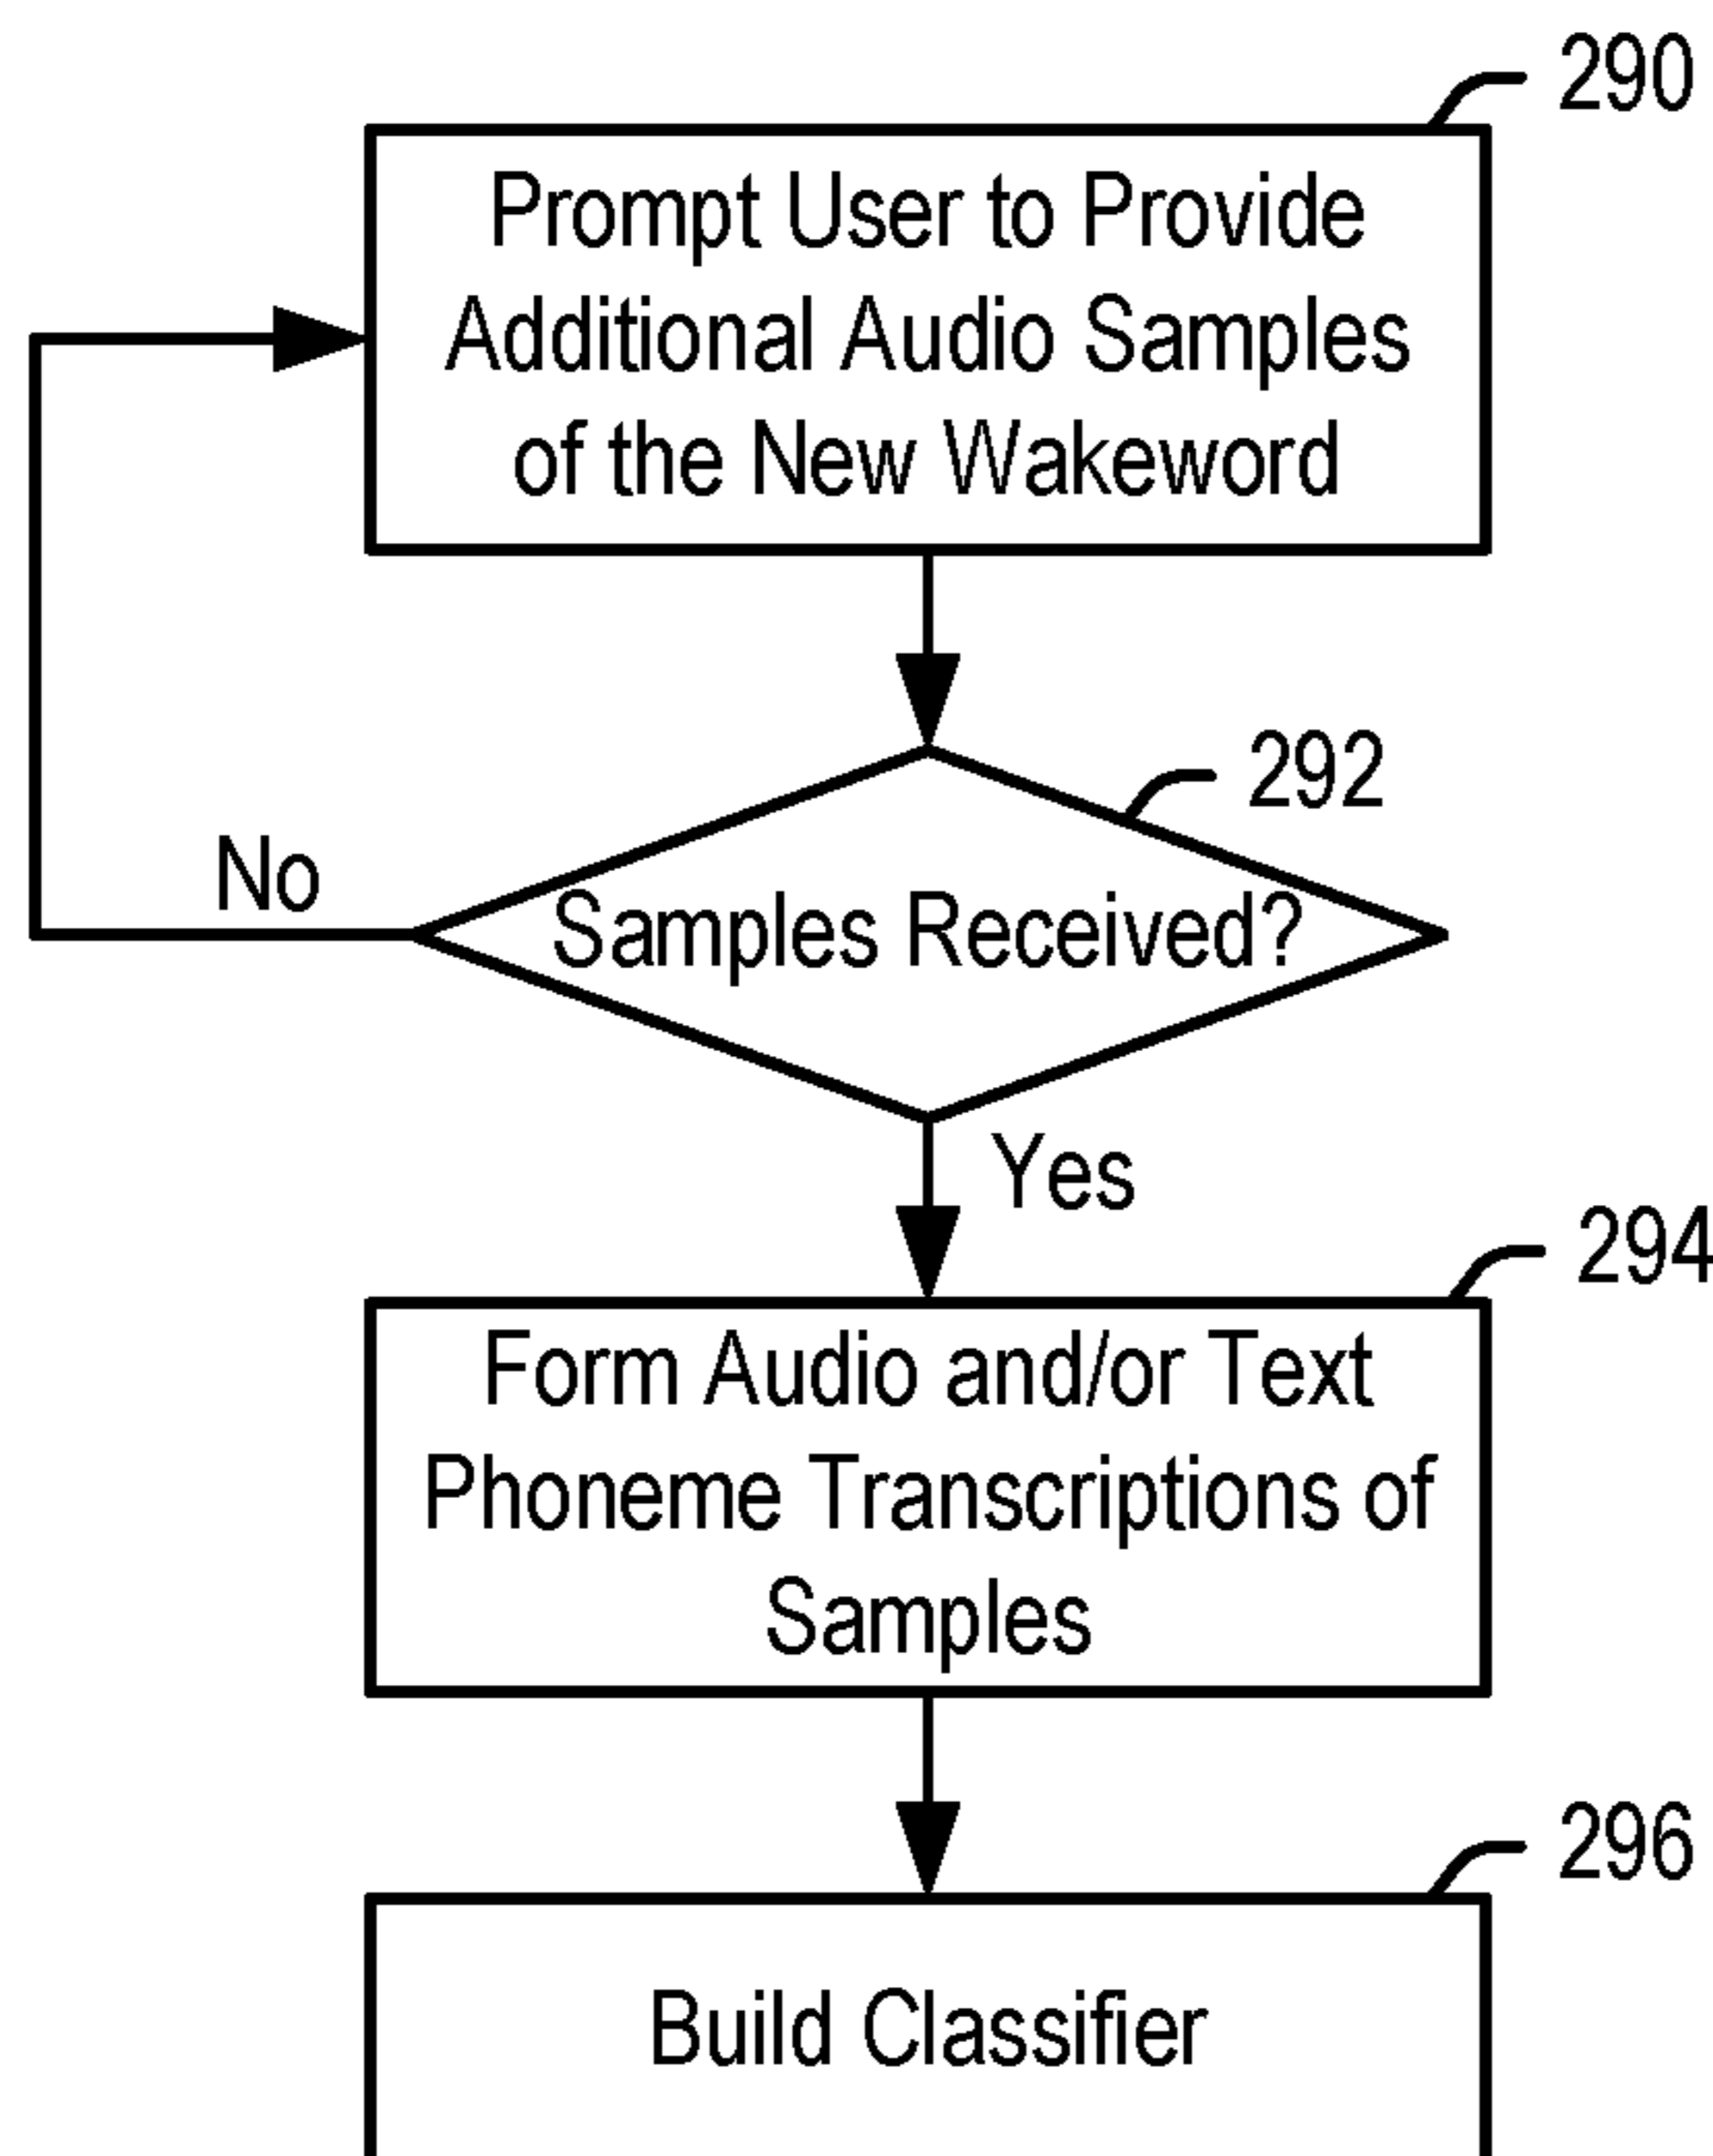 290
Prompt User to Provide
Additional Audio Samples
of the New Wakeword
292
No
Samples Received?
Yes
294
Form Audio and/or Text
Phoneme Transcriptions of
Samples
296
Build Classifier